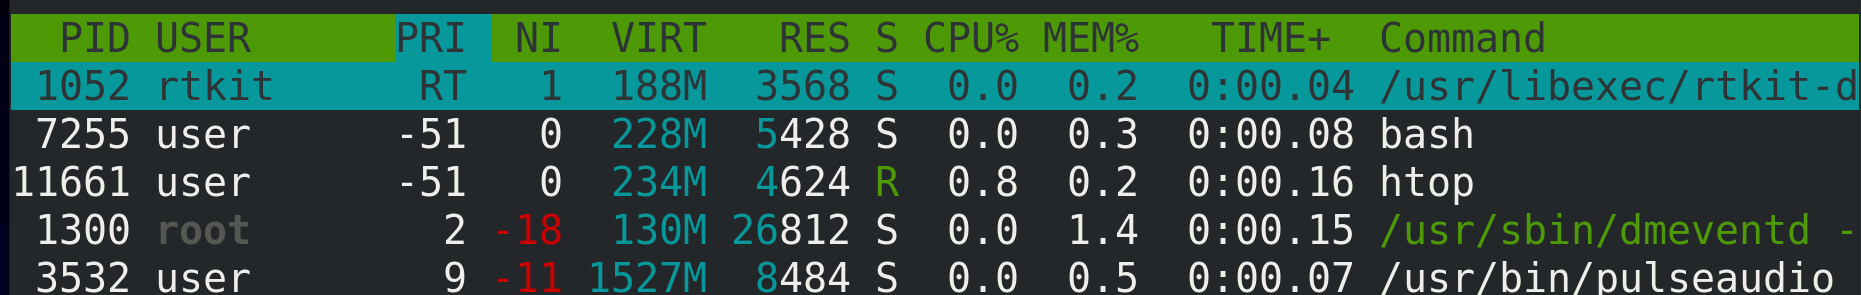 PID USER PRI NI VIRT RES S CPU% MEM% TIME+ Command
1052 rtkit RT 1 188M 3568 S 0.0 0.2 0:00.04 /usr/libexec/rtkit-d
7255 user -51 0 228M 5428 S 0.0 0.3 0:00.08 bash
11661 user -51 0 234M 4624 R 0.8 0.2 0:00.16 htop
1300 root 2 -18 130M 26812 S 0.0 1.4 0:00.15 /usr/sbin/dmeventd -
3532 user 9 -11 1527M 8484 S 0.0 0.5 0:00.07 /usr/bin/pulseaudio